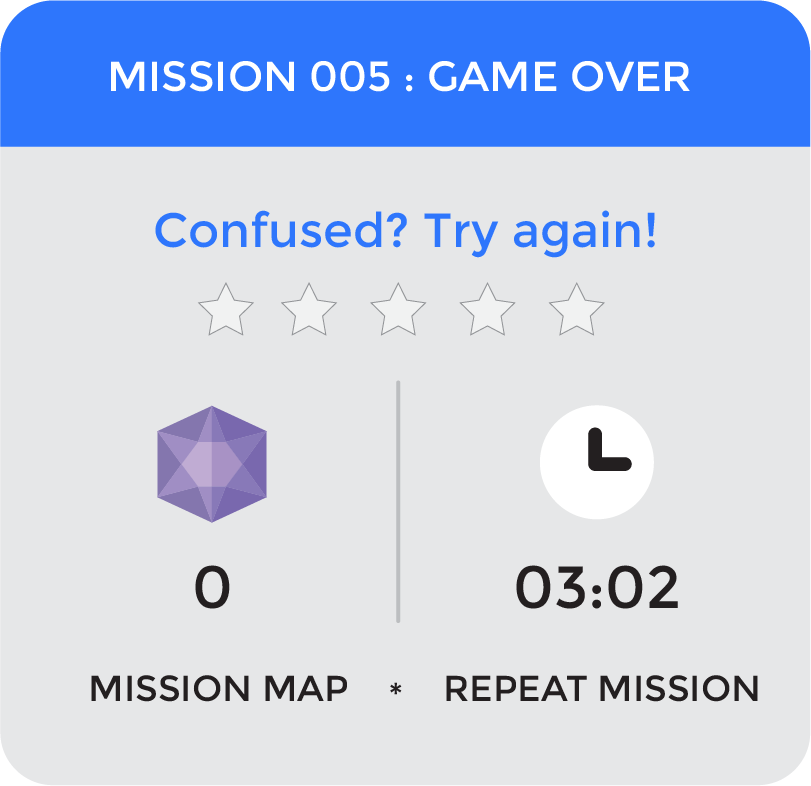 MISSION 005 : GAME OVER
Confused? Try again!
0
03:02
MISSION MAP * REPEAT MISSION